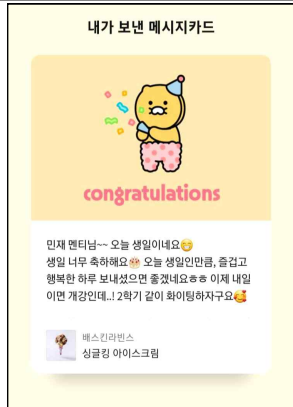 내가 보낸 메시지카드
congratulations
민재 멘티님~~ 오늘 생일이네요😁
생일 너무 축하해요🎂 오늘 생일인만큼, 즐겁고
행복한 하루 보내셨으면 좋겠네요ㅎㅎ 이제 내일
이면 개강인데..! 2학기 같이 화이팅하자구요🥰
배스킨라빈스
싱글킹 아이스크림